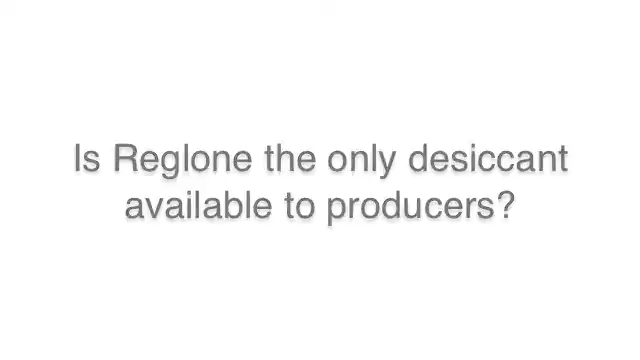 Is Reglone the only desiccant
available to producers?